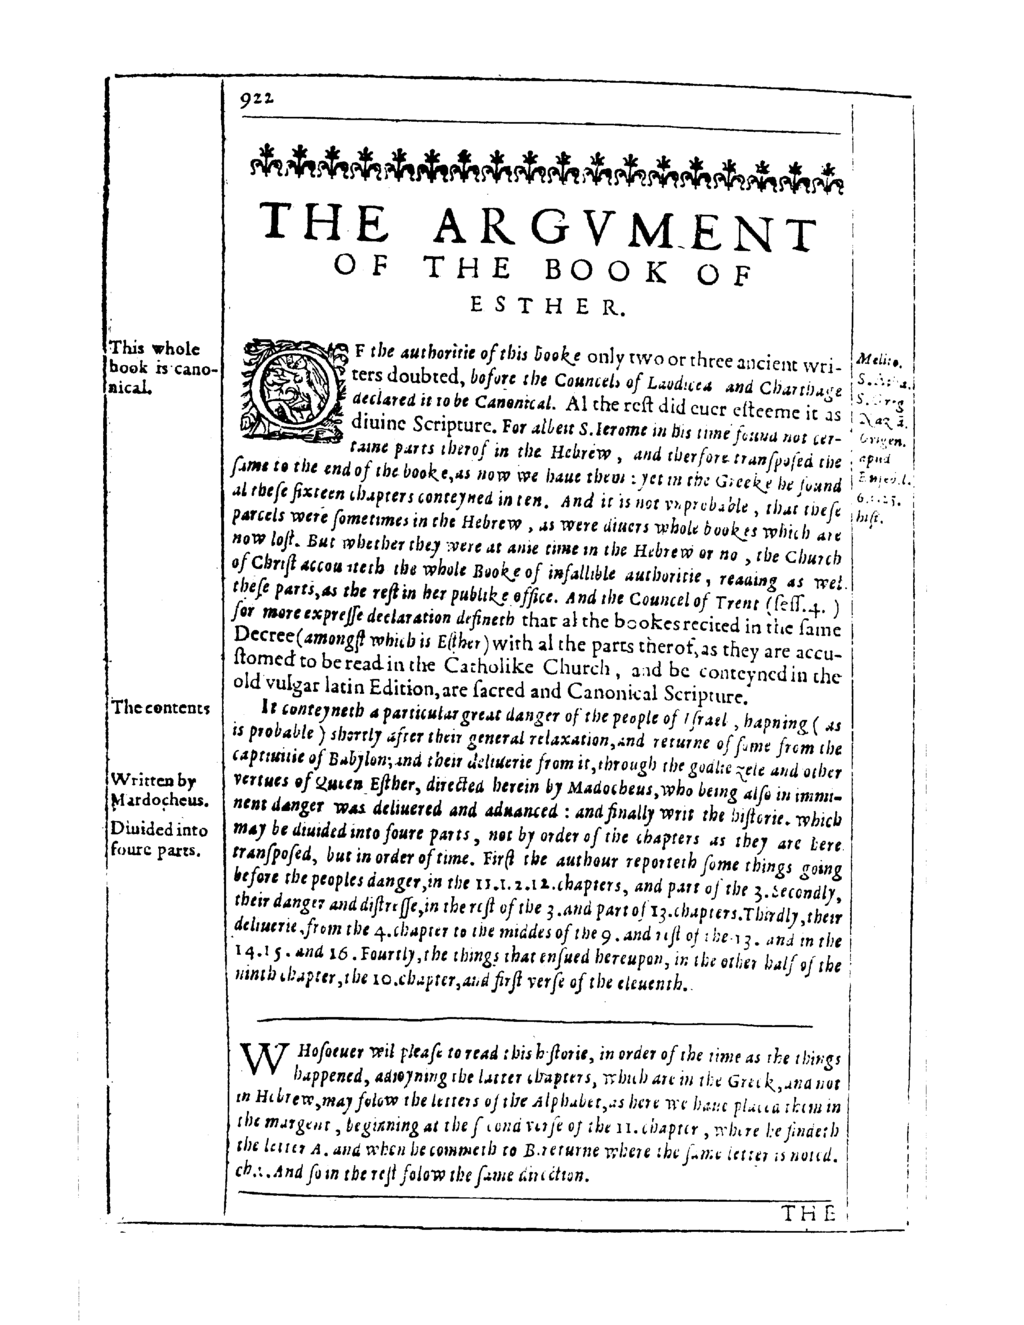 922
THE ARGVMENT
OF THE BOOK OF
ESTHER.
This whole
book is cano-
nical.
OF the authoritie of this booke only two or three ancient wri-
ters doubted, before the Councels of Laodicea and Charthage
declared it to be Canonical. Al the rest did euer esteeme it as
diuine Scripture. For albeit S. Ierome in his time found not cer-
taine parts therof in the Hebrew, and therfore transposed the
same to the end of the booke, as now we haue them : yet in the Greeke he found
al these sixteen chapters conteyned in ten. And it is not vnprobable, that these
parcels were sometimes in the Hebrew, as were diuers whole bookes which are
now lost. But whether they were at anie time in the Hebrew or no, the Church
of Christ accounteth the whole Booke of infallible authoritie, reading as wel
these parts, as the rest in her publike office. And the Councel of Trent (sess. 4.)
for more expresse declaration defineth that al the bookes recited in the same
Decree (amongst which is Esther) with al the parts therof, as they are accu-
stomed to be read in the Catholike Church, and be conteyned in the
old vulgar latin Edition, are sacred and Canonical Scripture.
Melito.
Naz
Origen.
apud
Euseb. l.
6. c. 25.
hist.
The contents
Written by
Mardocheus.
Diuided into
foure partes.
It conteyneth a particular great danger of the people of Israel, hapning (as
is probable) shortly after their general relaxation, and returne of some from the
captiuitie of Babylon; and their deliuerie from it, through the godlie zele and other
vertues of Queen Esther, directed herein by Madocheus, who being also in immi-
nent danger was deliuered and aduanced : and finally writ the historie. which
may be diuided into foure parts, not by order of the chapters as they are here
transposed, but in order of time. First the authour reporteth some things going
before the peoples danger, in the 11. 1. 2. 12. chapters, and part of the 3. Secondly,
their danger and distresse, in the rest of the 3. and part of 13. chapters. Thirdly, their
deliuerie, from the 4. chapter to the middes of the 9. and rest of the 13. and in the
14. 15. and 16. Fourtly, the things that ensued hereupon, in the other half of the
ninth chapter, the 10. chapter, and first verse of the eleuenth.
WHosoeuer wil please to read this historie, in order of the time as the things
happened, adioyning the latter chapters, which are in the Greek, and not
in Hebrew, may folow the letters of the Alphabet, as here we haue placed them in
the margent, beginning at the second verse of the 11. chapter, where he findeth
the letter A. and when he commeth to B. returne where the same letter is noted.
ch. 1. And so in the rest folow the same direction.
THE